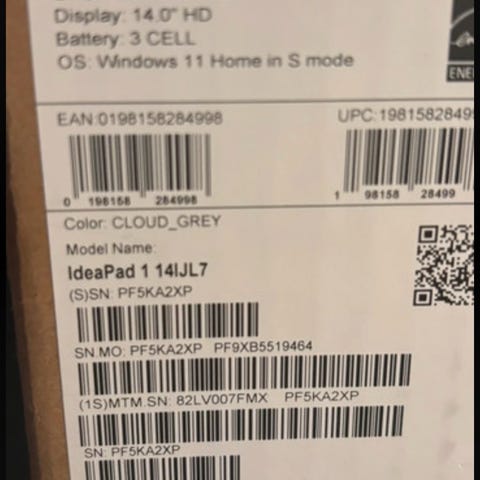 Display: 14.0" HD
Battery: 3 CELL
OS: Windows 11 Home in S mode
ENE
EAN:0198158284998 UPC:19815828499
0 198158 284998 1 98158 28499
Color: CLOUD_GREY
Model Name:
IdeaPad 1 14IJL7
(S)SN: PF5KA2XP
SN.MO: PF5KA2XP PF9XB5519464
(1S)MTM.SN: 82LV007FMX PF5KA2XP
SN: PF5KA2XP